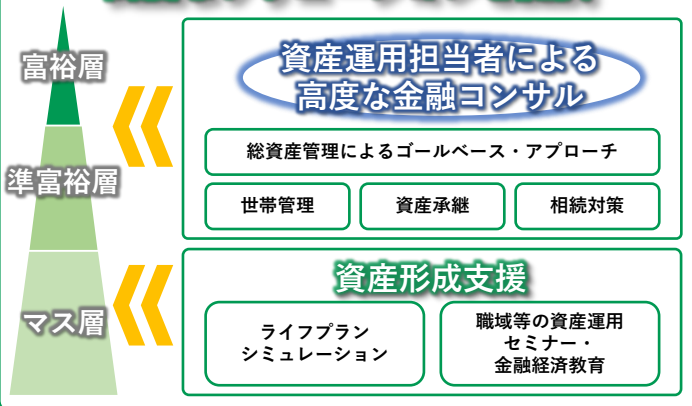 富裕層
資産運用担当者による
高度な金融コンサル
総資産管理によるゴールベース・アプローチ
準富裕層
世帯管理
資産承継
相続対策
資産形成支援
マス層
ライフプラン
シミュレーション
職域等の資産運用
セミナー・
金融経済教育